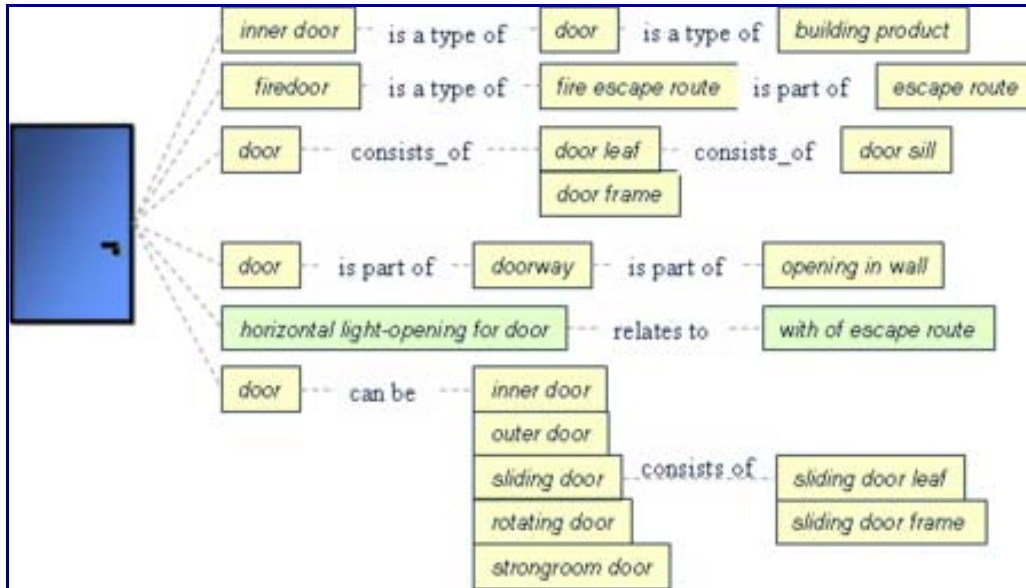 inner door is a type of door is a type of building product
firedoor is a type of fire escape route is part of escape route
door consists_of door leaf consists_of door sill
door frame
door is part of doorway is part of opening in wall
horizontal light-opening for door relates to with of escape route
door can be inner door
outer door
sliding door consists of sliding door leaf
rotating door sliding door frame
strongroom door